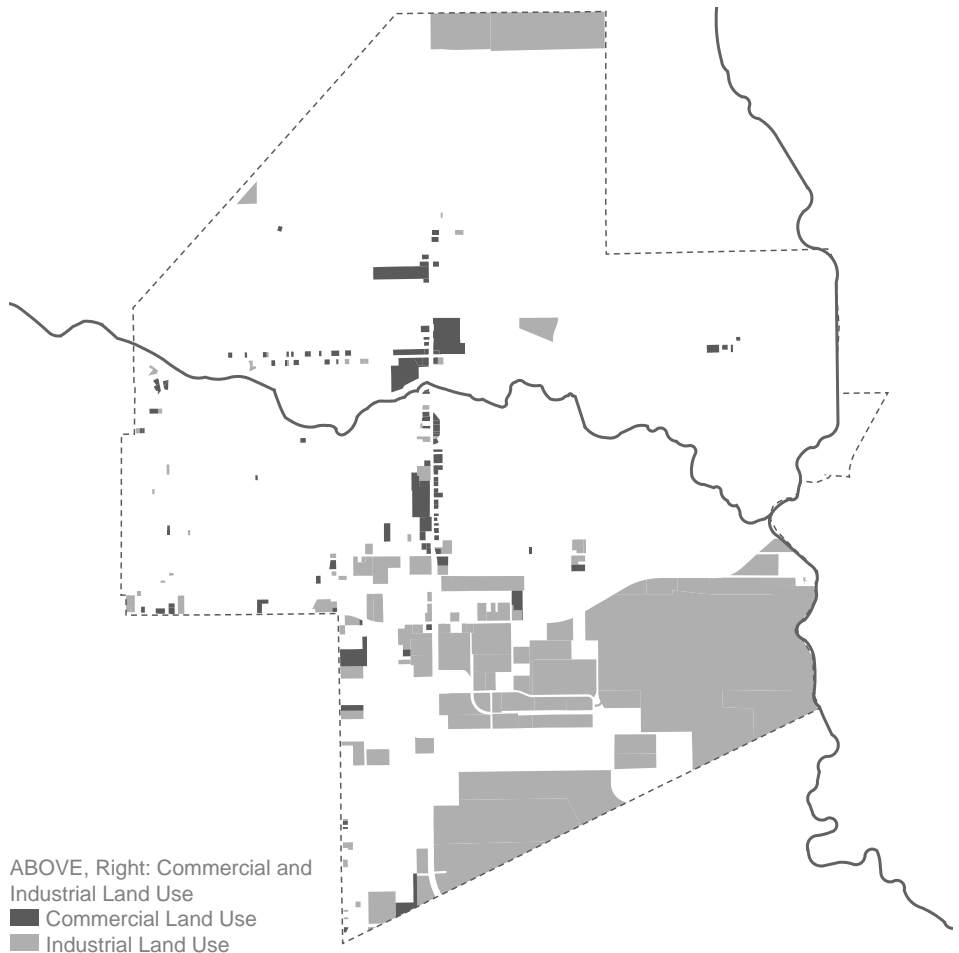 ABOVE, Right: Commercial and
Industrial Land Use
Commercial Land Use
Industrial Land Use